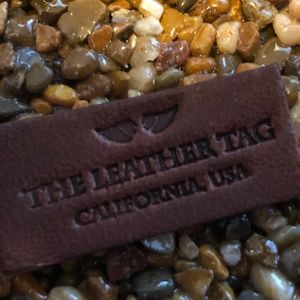 THE LEATHER TAG
CALIFORNIA, USA